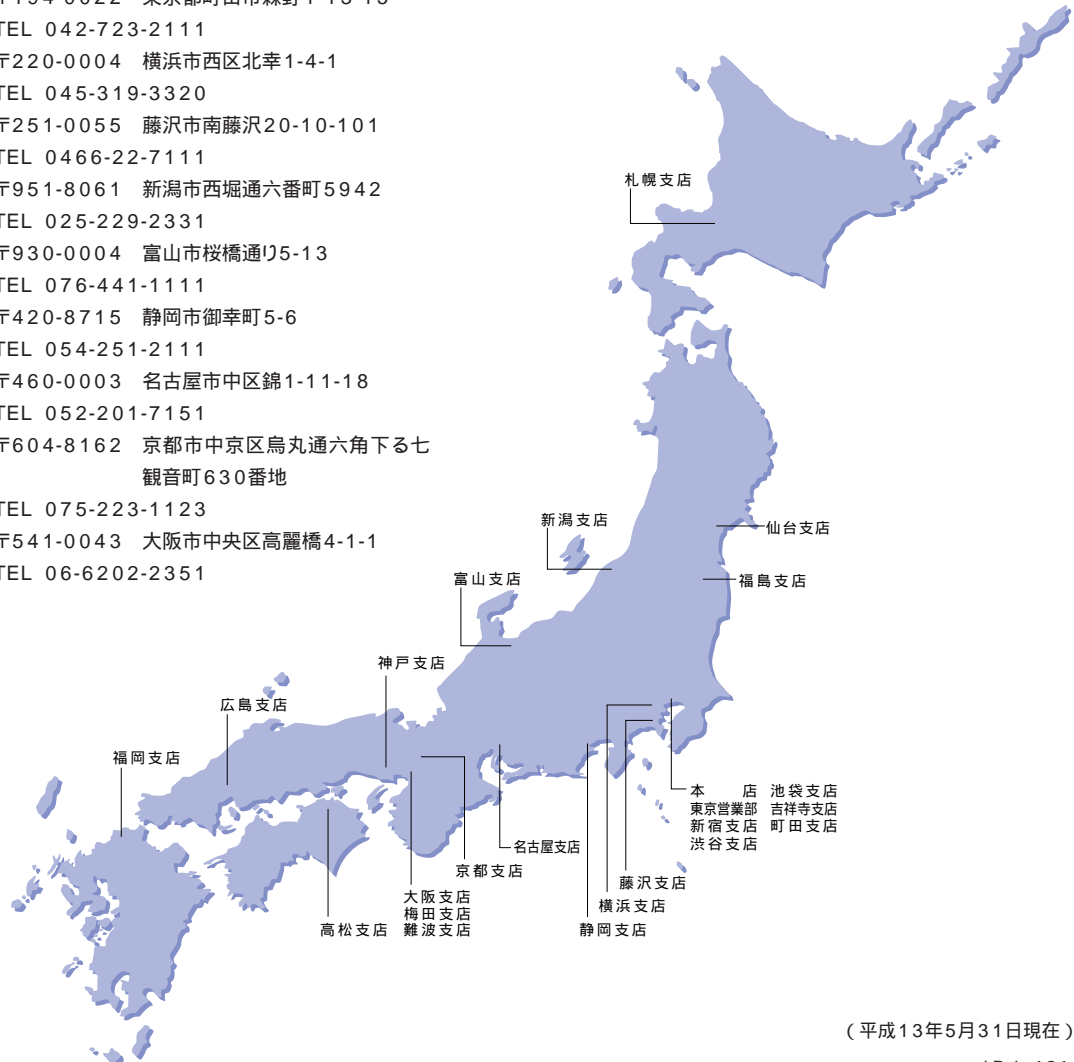 TEL 042-723-2111
〒220-0004　横浜市西区北幸1-4-1
TEL 045-319-3320
〒251-0055　藤沢市南藤沢20-10-101
TEL 0466-22-7111
〒951-8061　新潟市西堀通六番町5942
TEL 025-229-2331
〒930-0004　富山市桜橋通り5-13
TEL 076-441-1111
〒420-8715　静岡市御幸町5-6
TEL 054-251-2111
〒460-0003　名古屋市中区錦1-11-18
TEL 052-201-7151
〒604-8162　京都市中京区烏丸通六角下る七
観音町630番地
TEL 075-223-1123
〒541-0043　大阪市中央区高麗橋4-1-1
TEL 06-6202-2351
札幌支店
新潟支店
仙台支店
富山支店
福島支店
神戸支店
広島支店
福岡支店
本　店　池袋支店
東京営業部　吉祥寺支店
新宿支店　町田支店
渋谷支店
名古屋支店
京都支店
藤沢支店
大阪支店
梅田支店
難波支店
横浜支店
高松支店
静岡支店
（平成13年5月31日現在）